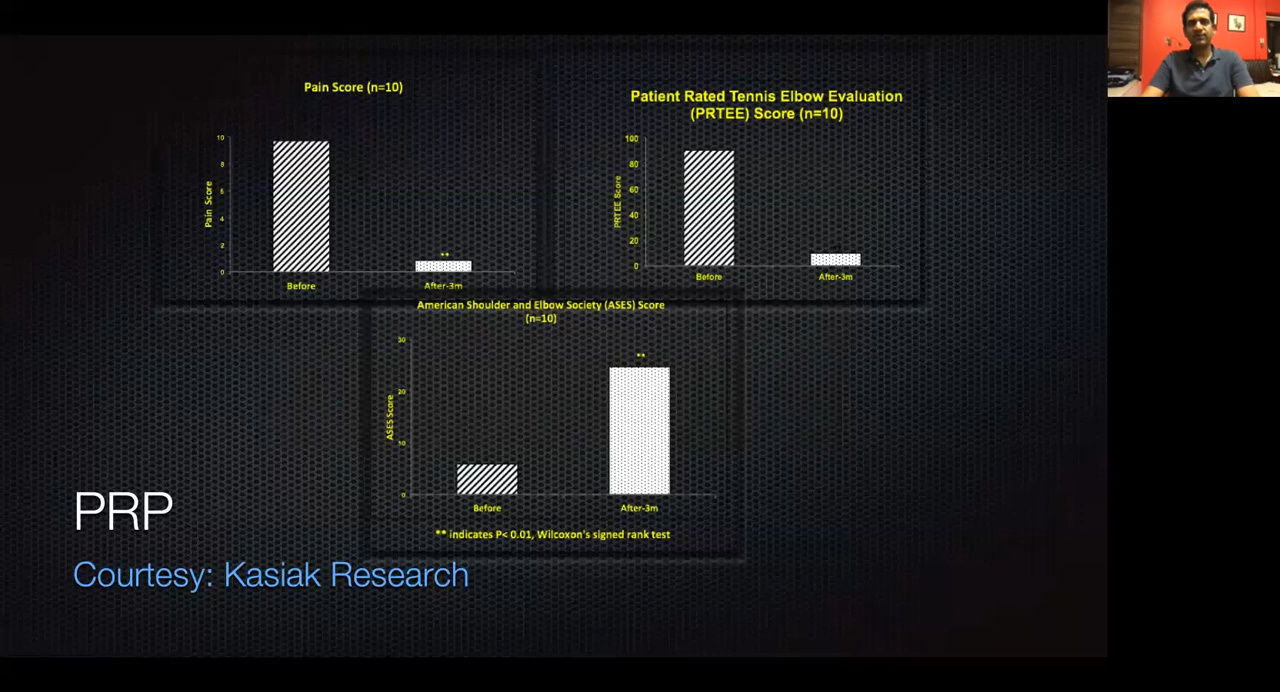 Pain Score (n=10)
10
8
6
4
2
0
Pain Score
Before
**
After-3m
Patient Rated Tennis Elbow Evaluation
(PRTEE) Score (n=10)
100
80
60
40
20
0
PRTEE Score
Before
After-3m
American Shoulder and Elbow Society (ASES) Score
(n=10)
30
20
10
0
ASES Score
Before
**
After-3m
** indicates P< 0.01, Wilcoxon's signed rank test
PRP
Courtesy: Kasiak Research